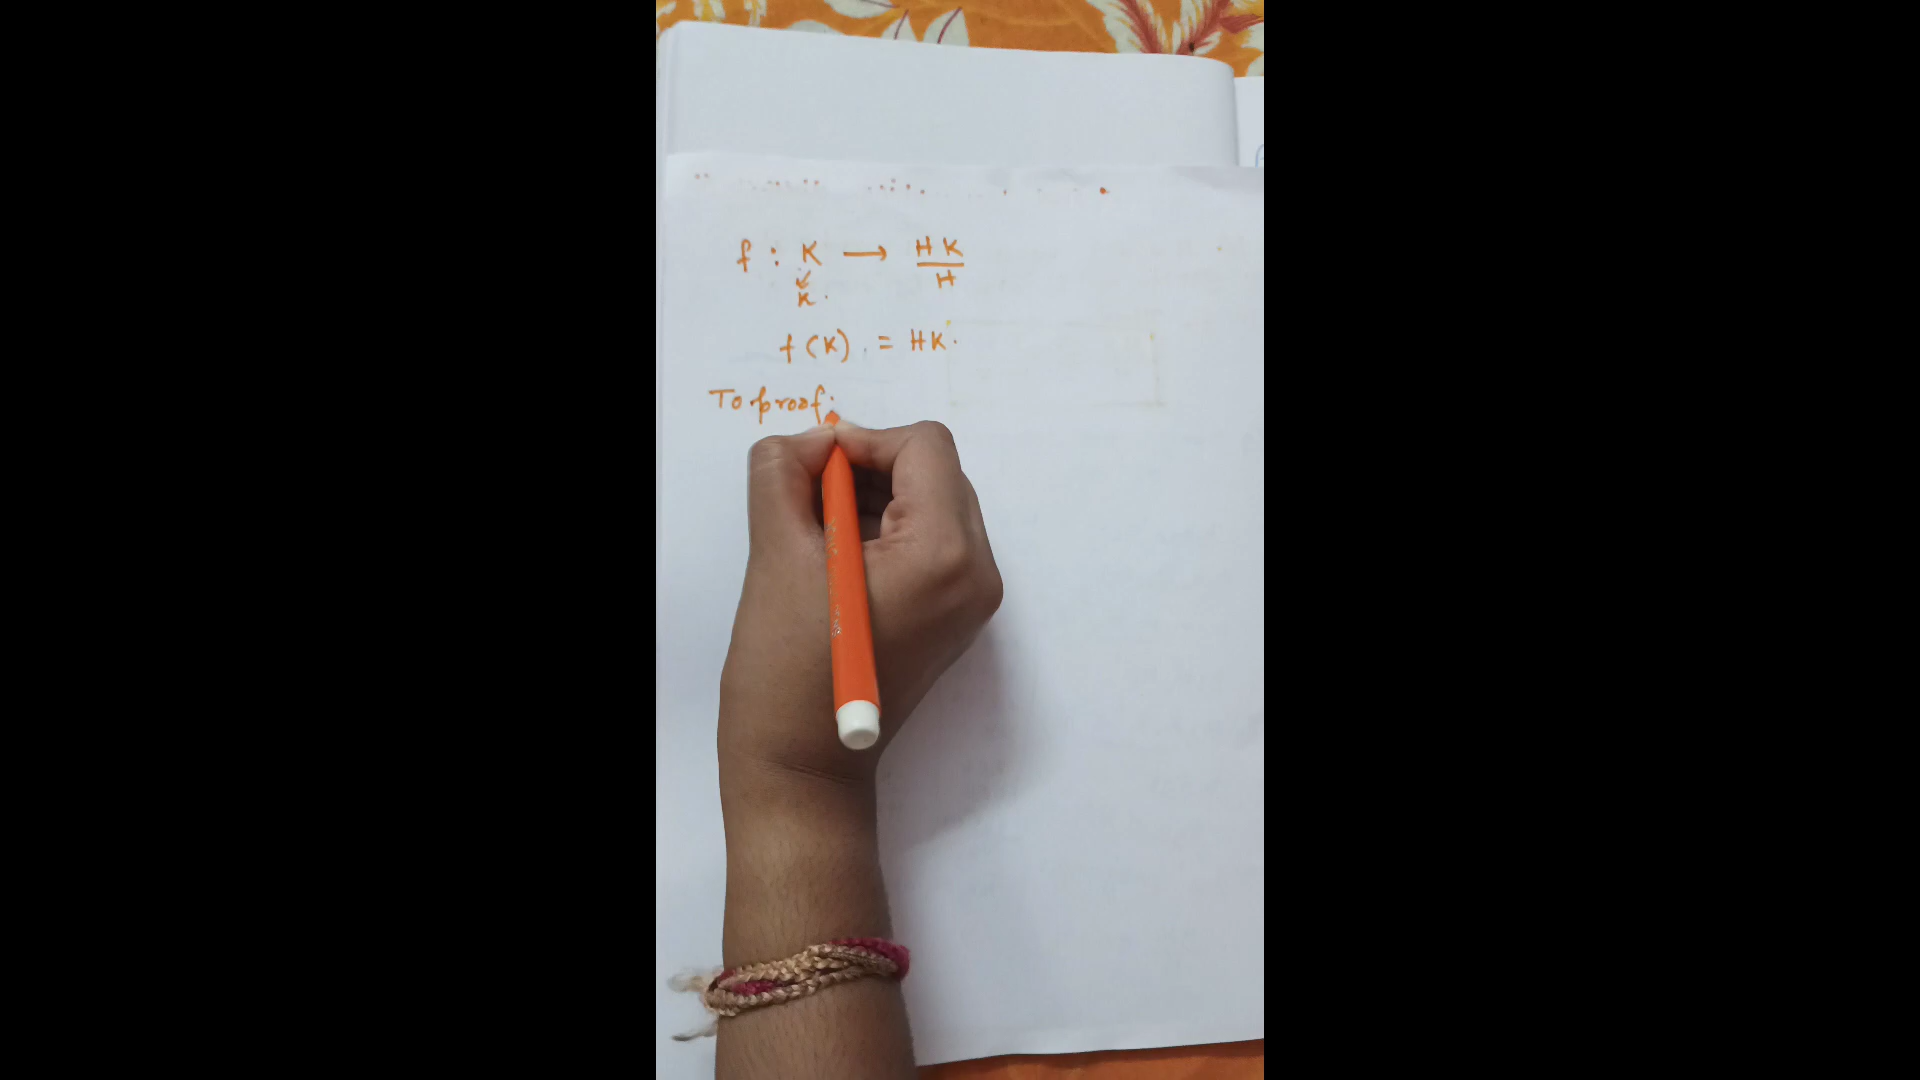 f : K → HK
H
K.
f(K) = HK.
To proof: